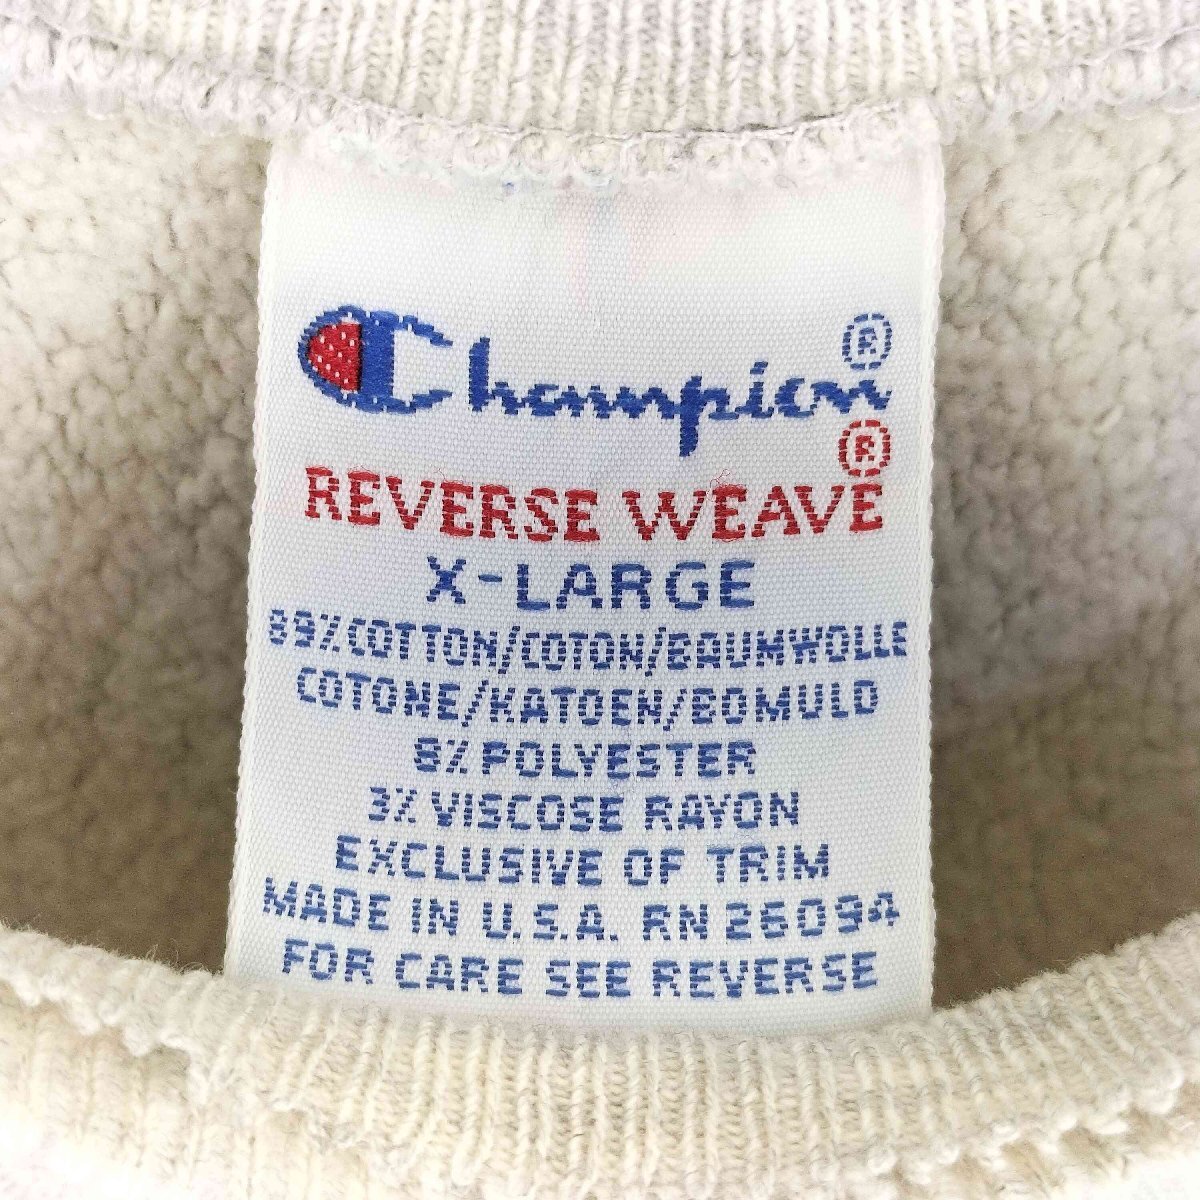 Champion®
REVERSE WEAVE®
X-LARGE
89% COTTON/COTON/BAUMWOLLE
COTONE/KATOEN/BOMULD
8% POLYESTER
3% VISCOSE RAYON
EXCLUSIVE OF TRIM
MADE IN U.S.A. RN 26094
FOR CARE SEE REVERSE